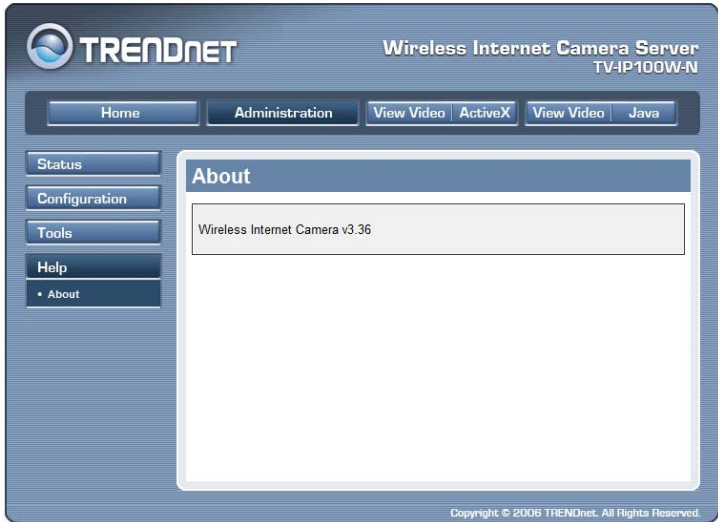 TRENDnet
Wireless Internet Camera Server
TV-IP100W-N
Home
Administration
View Video | ActiveX
View Video | Java
Status
Configuration
Tools
Help
• About
About
Wireless Internet Camera v3.36
Copyright © 2006 TRENDnet. All Rights Reserved.